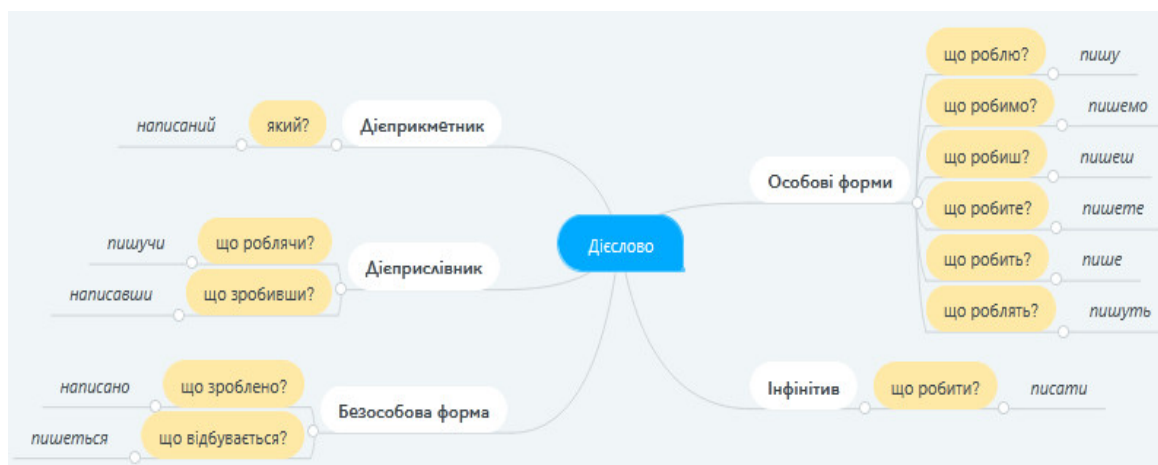 Дієслово
Дієприкметник
який?
написаний
Дієприслівник
що роблячи?
пишучи
що зробивши?
написавши
Безособова форма
що зроблено?
написано
що відбувається?
пишеться
Особові форми
що роблю?
пишу
що робимо?
пишемо
що робиш?
пишеш
що робите?
пишете
що робить?
пише
що роблять?
пишуть
Інфінітив
що робити?
писати